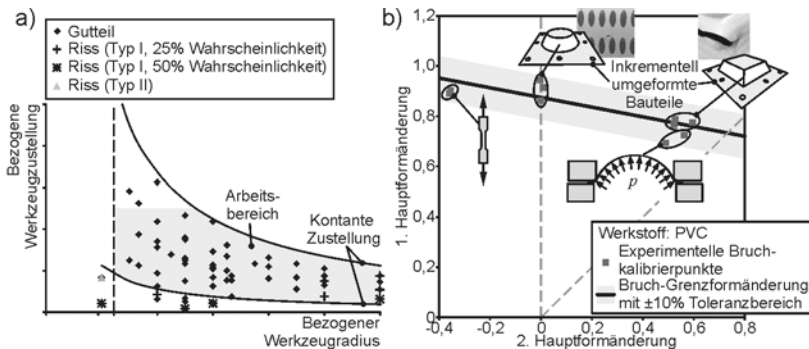 a)
Gutteil
Riss (Typ I, 25% Wahrscheinlichkeit)
Riss (Typ I, 50% Wahrscheinlichkeit)
Riss (Typ II)
Bezogene
Werkzeugzustellung
Arbeits-
bereich
Kontante
Zustellung
Bezogener
Werkzeugradius
b)
1. Hauptformänderung
1,2
1,0
0,8
0,6
0,4
0,2
0
-0,4
-0,2
0
0,2
0,4
0,6
0,8
2. Hauptformänderung
Inkrementell
umgeformte
Bauteile
p
Werkstoff: PVC
Experimentelle Bruch-
kalibrierpunkte
Bruch-Grenzformänderung
mit ±10% Toleranzbereich